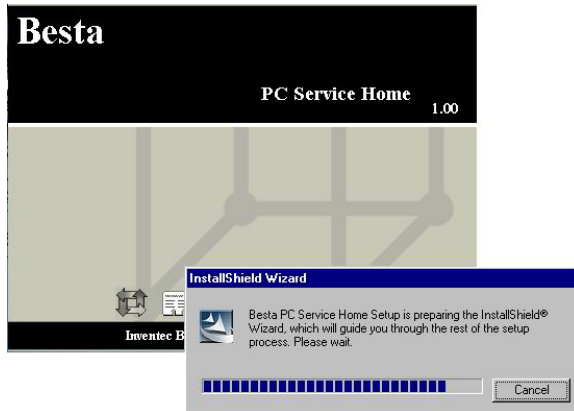 Besta
PC Service Home
1.00
InstallShield Wizard
Besta PC Service Home Setup is preparing the InstallShield®
Wizard, which will guide you through the rest of the setup
process. Please wait.
Inventec B
Cancel